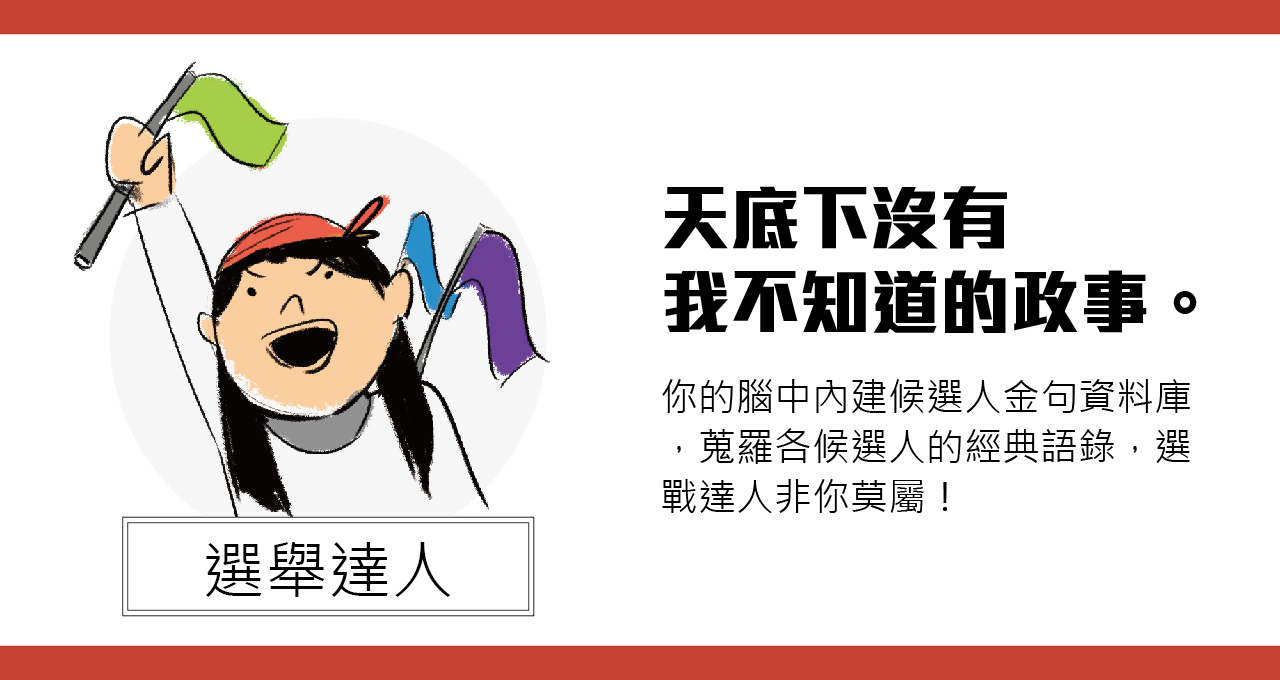 天底下沒有
我不知道的政事。
你的腦中內建候選人金句資料庫
，蒐羅各候選人的經典語錄，選
戰達人非你莫屬！
選舉達人